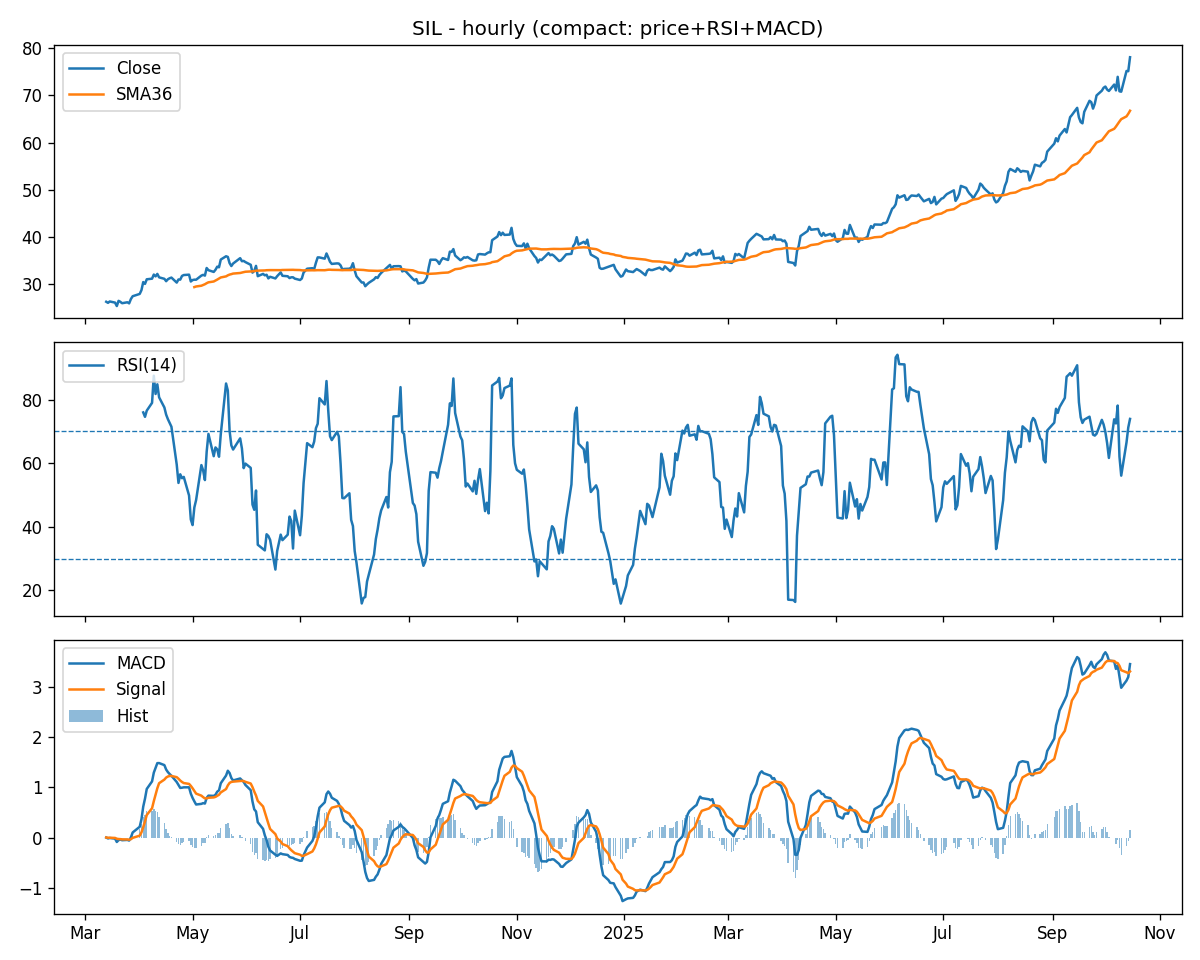 SIL - hourly (compact: price+RSI+MACD)
80
70
60
50
40
30
Close
SMA36
80
60
40
20
RSI(14)
3
2
1
0
−1
MACD
Signal
Hist
Mar May Jul Sep Nov 2025 Mar May Jul Sep Nov